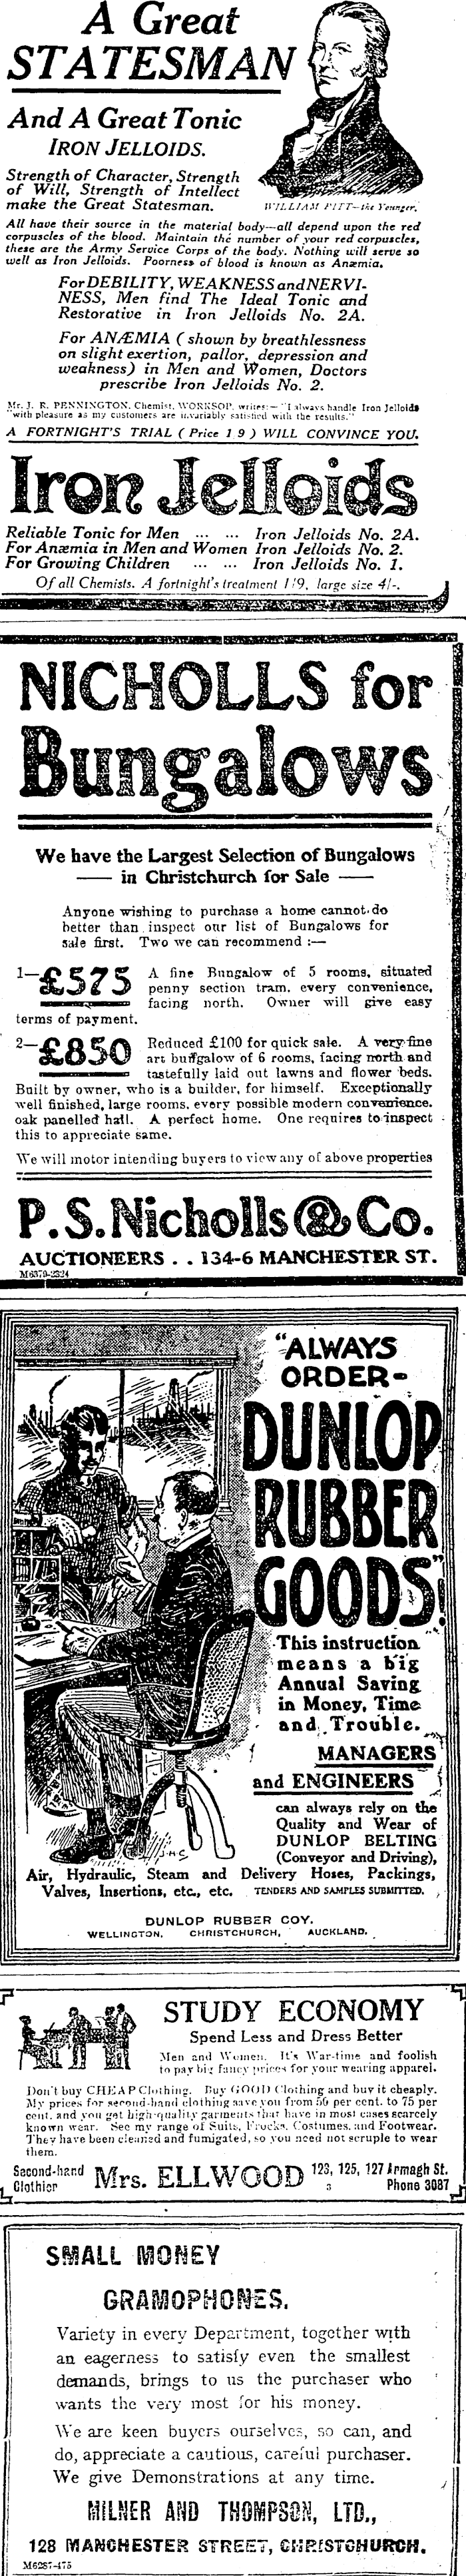 A Great
STATESMAN
And A Great Tonic
IRON JELLOIDS.
Strength of Character, Strength
of Will, Strength of Intellect
make the Great Statesman.
WILLIAM PITT—the Younger.
All have their source in the material body—all depend upon the red
corpuscles of the blood. Maintain the number of your red corpuscles,
these are the Army Service Corps of the body. Nothing will serve so
well as Iron Jelloids. Poorness of blood is known as Anæmia.
For DEBILITY, WEAKNESS and NERVI-
NESS, Men find The Ideal Tonic and
Restorative in Iron Jelloids No. 2A.
For ANÆMIA (shown by breathlessness
on slight exertion, pallor, depression and
weakness) in Men and Women, Doctors
prescribe Iron Jelloids No. 2.
Mr. J. R. PENNINGTON, Chemist, WORKSOP, writes:—"I always handle Iron Jelloids
"with pleasure as my customers are invariably satisfied with the results."
A FORTNIGHT'S TRIAL (Price 1/9) WILL CONVINCE YOU.
Iron Jelloids
Reliable Tonic for Men ... ... Iron Jelloids No. 2A.
For Anæmia in Men and Women Iron Jelloids No. 2.
For Growing Children ... ... Iron Jelloids No. 1.
Of all Chemists. A fortnight's treatment 1/9, large size 4/-.
NICHOLLS for
Bungalows
We have the Largest Selection of Bungalows
— in Christchurch for Sale —
Anyone wishing to purchase a home cannot do
better than inspect our list of Bungalows for
sale first. Two we can recommend :—
1—£575 A fine Bungalow of 5 rooms, situated
penny section tram, every convenience,
facing north. Owner will give easy
terms of payment.
2—£850 Reduced £100 for quick sale. A very fine
art bungalow of 6 rooms, facing north and
tastefully laid out lawns and flower beds.
Built by owner, who is a builder, for himself. Exceptionally
well finished, large rooms, every possible modern convenience.
oak panelled hall. A perfect home. One requires to inspect
this to appreciate same.
We will motor intending buyers to view any of above properties
P. S. Nicholls & Co.
AUCTIONEERS . . 134-6 MANCHESTER ST.
M6379-2324
"ALWAYS
ORDER-
DUNLOP
RUBBER
GOODS"!
This instruction
means a big
Annual Saving
in Money, Time
and Trouble.
MANAGERS
and ENGINEERS
can always rely on the
Quality and Wear of
DUNLOP BELTING
(Conveyor and Driving),
Air, Hydraulic, Steam and Delivery Hoses, Packings,
Valves, Insertions, etc., etc. TENDERS AND SAMPLES SUBMITTED.
J.H.S
DUNLOP RUBBER COY.
WELLINGTON, CHRISTCHURCH, AUCKLAND.
STUDY ECONOMY
Spend Less and Dress Better
Men and Women. It's War-time and foolish
to pay big fancy prices for your wearing apparel.
Don't buy CHEAP Clothing. Buy GOOD Clothing and buy it cheaply.
My prices for second-hand clothing save you from 50 per cent. to 75 per
cent. and you get high-quality garments that have in most cases scarcely
known wear. See my range of Suits, Frocks, Costumes, and Footwear.
They have been cleaned and fumigated, so you need not scruple to wear
them.
Second-hand
Clothier
Mrs. ELLWOOD
123, 125, 127 Armagh St.
3 Phone 3087
SMALL MONEY
GRAMOPHONES.
Variety in every Department, together with
an eagerness to satisfy even the smallest
demands, brings to us the purchaser who
wants the very most for his money.
We are keen buyers ourselves, so can, and
do, appreciate a cautious, careful purchaser.
We give Demonstrations at any time.
MILNER AND THOMPSON, LTD.,
128 MANCHESTER STREET, CHRISTCHURCH.
M6287-475